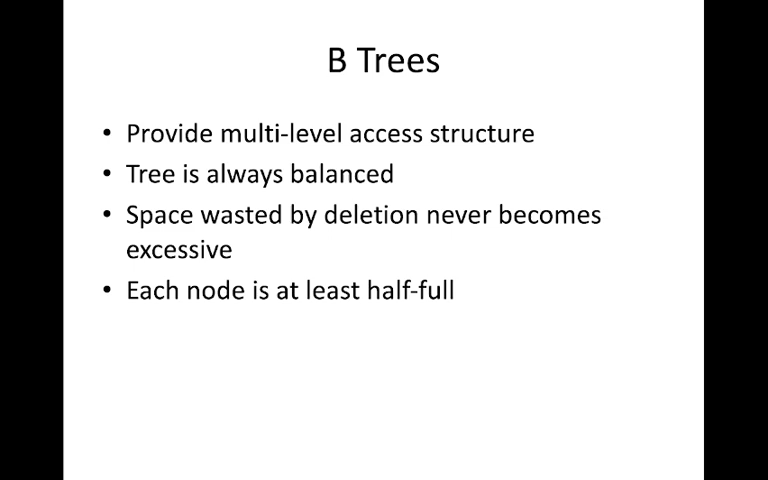 B Trees
• Provide multi-level access structure
• Tree is always balanced
• Space wasted by deletion never becomes
excessive
• Each node is at least half-full